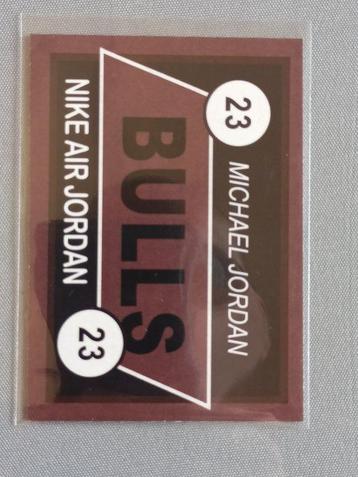 23
MICHAEL JORDAN
BULLS
NIKE AIR JORDAN
23